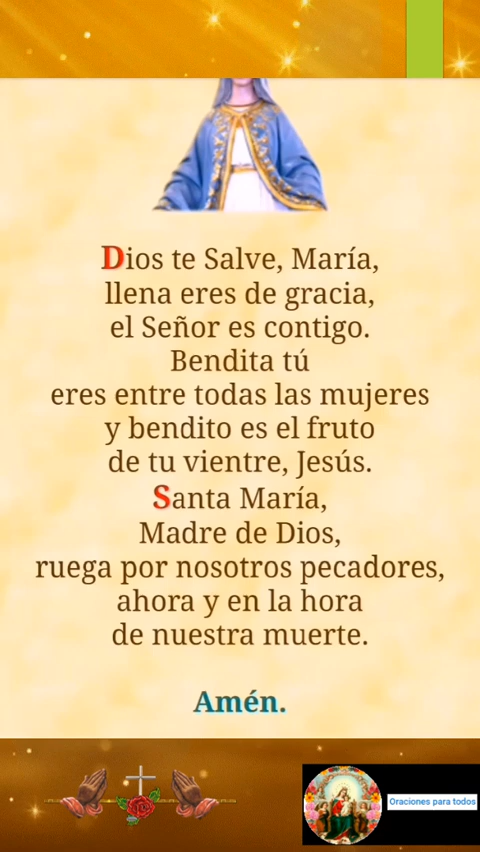 Dios te Salve, María,
llena eres de gracia,
el Señor es contigo.
Bendita tú
eres entre todas las mujeres
y bendito es el fruto
de tu vientre, Jesús.
Santa María,
Madre de Dios,
ruega por nosotros pecadores,
ahora y en la hora
de nuestra muerte.
Amén.
Oraciones para todos